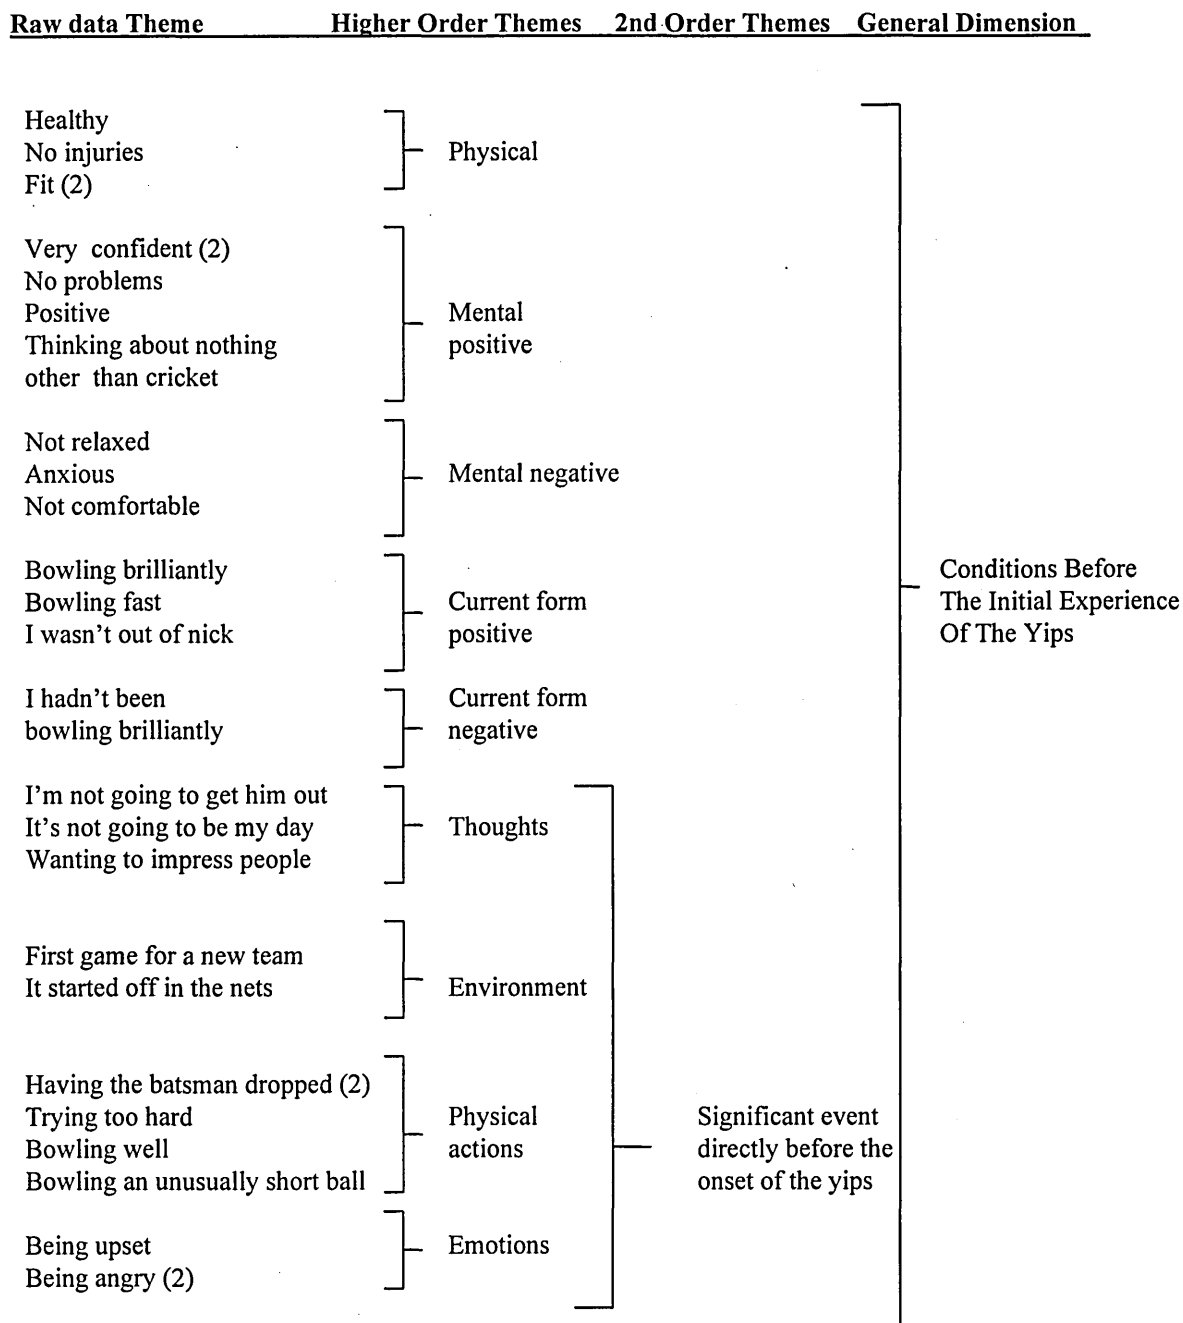 Raw data Theme Higher Order Themes 2nd Order Themes General Dimension
Healthy
No injuries
Fit (2)
Physical
Very confident (2)
No problems
Positive
Thinking about nothing
other than cricket
Mental
positive
Not relaxed
Anxious
Not comfortable
Mental negative
Bowling brilliantly
Bowling fast
I wasn't out of nick
Current form
positive
I hadn't been
bowling brilliantly
Current form
negative
I'm not going to get him out
It's not going to be my day
Wanting to impress people
Thoughts
First game for a new team
It started off in the nets
Environment
Having the batsman dropped (2)
Trying too hard
Bowling well
Bowling an unusually short ball
Physical
actions
Being upset
Being angry (2)
Emotions
Significant event
directly before the
onset of the yips
Conditions Before
The Initial Experience
Of The Yips